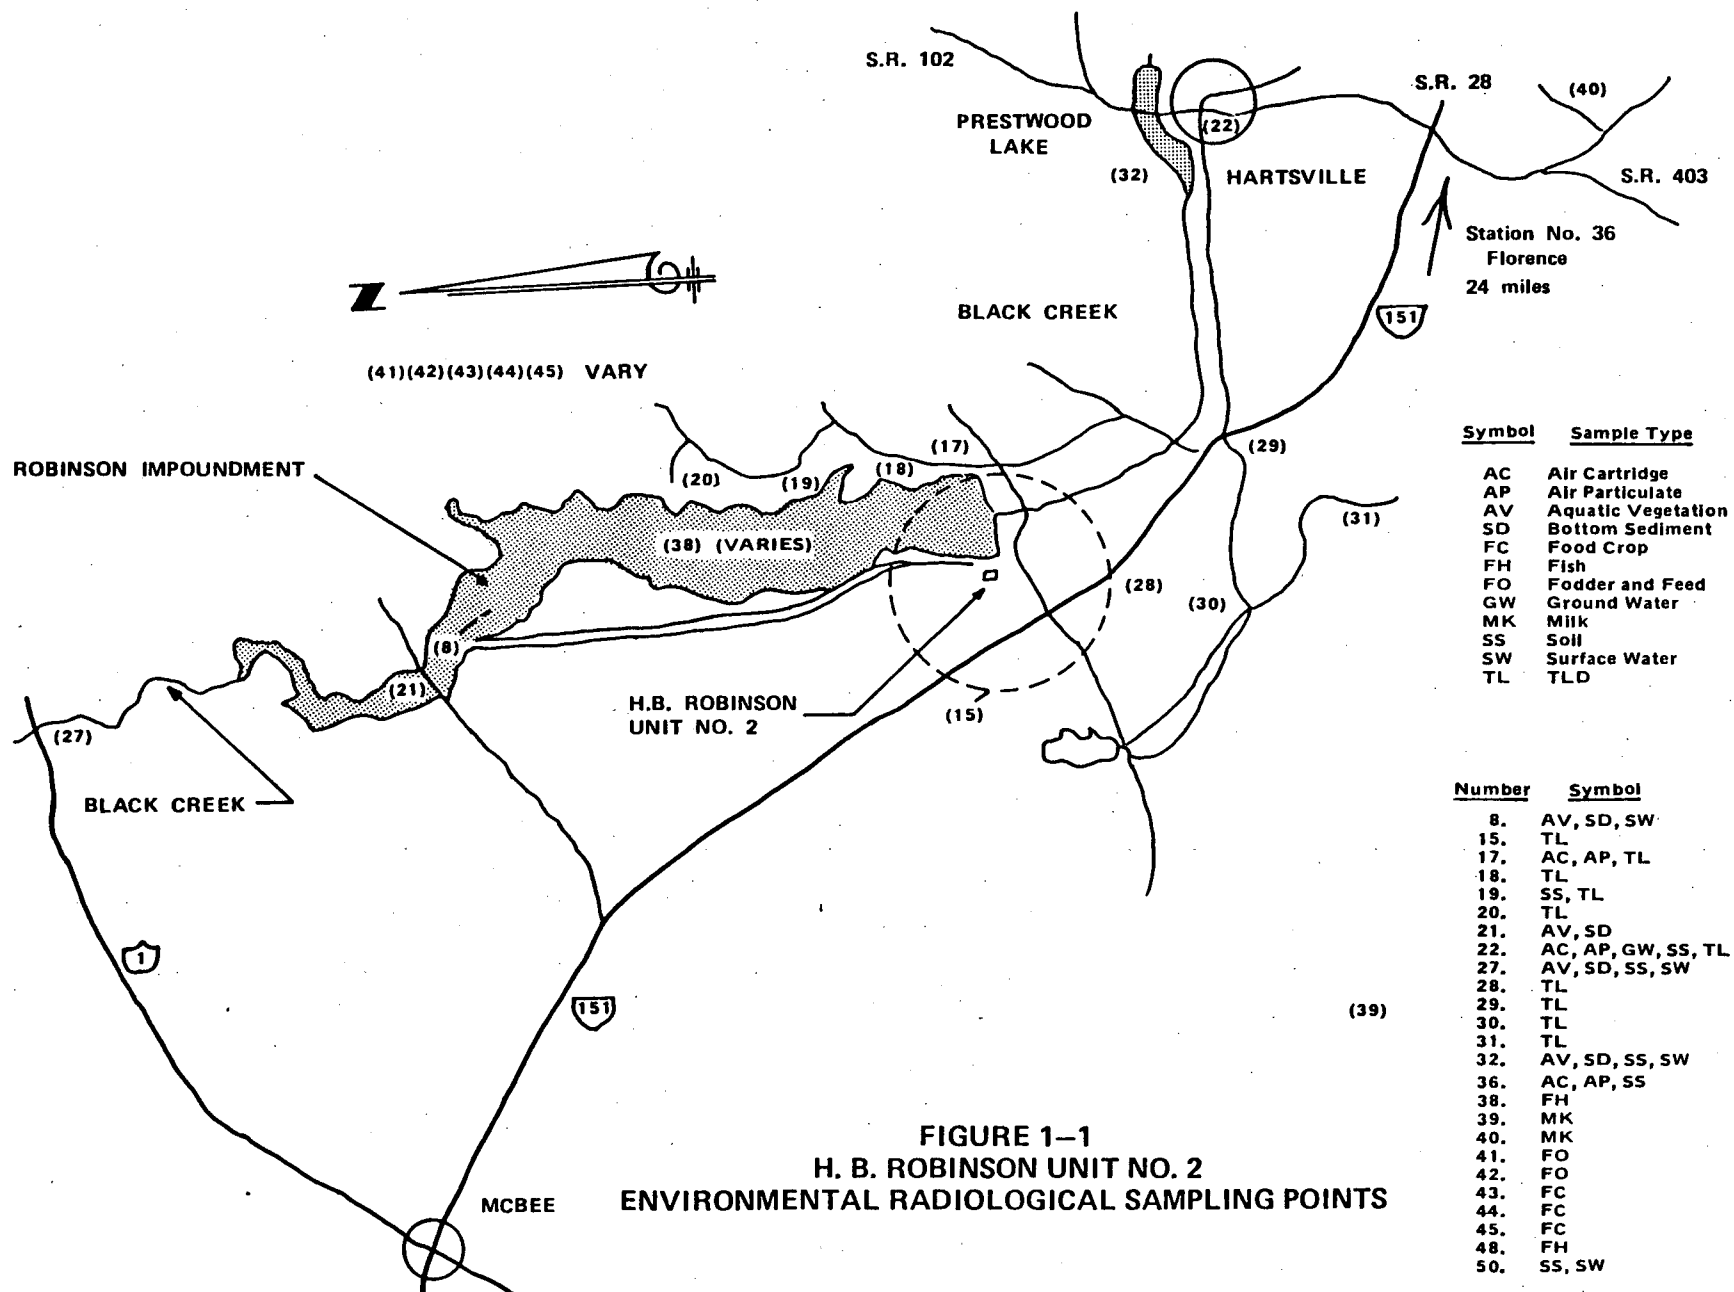 S.R. 102
S.R. 28
(40)
PRESTWOOD
LAKE
(22)
(32)
HARTSVILLE
S.R. 403
Station No. 36
Florence
24 miles
N
BLACK CREEK
151
(41)(42)(43)(44)(45) VARY
ROBINSON IMPOUNDMENT
(17)
(29)
(20)
(19)
(18)
(31)
(38) (VARIES)
(28)
(30)
(8)
(21)
H.B. ROBINSON
UNIT NO. 2
(15)
(27)
BLACK CREEK
1
151
(39)
MCBEE
Symbol Sample Type
AC Air Cartridge
AP Air Particulate
AV Aquatic Vegetation
SD Bottom Sediment
FC Food Crop
FH Fish
FO Fodder and Feed
GW Ground Water
MK Milk
SS Soil
SW Surface Water
TL TLD
Number Symbol
8. AV, SD, SW
15. TL
17. AC, AP, TL
18. TL
19. SS, TL
20. TL
21. AV, SD
22. AC, AP, GW, SS, TL
27. AV, SD, SS, SW
28. TL
29. TL
30. TL
31. TL
32. AV, SD, SS, SW
36. AC, AP, SS
38. FH
39. MK
40. MK
41. FO
42. FO
43. FC
44. FC
45. FC
48. FH
50. SS, SW
FIGURE 1–1
H. B. ROBINSON UNIT NO. 2
ENVIRONMENTAL RADIOLOGICAL SAMPLING POINTS